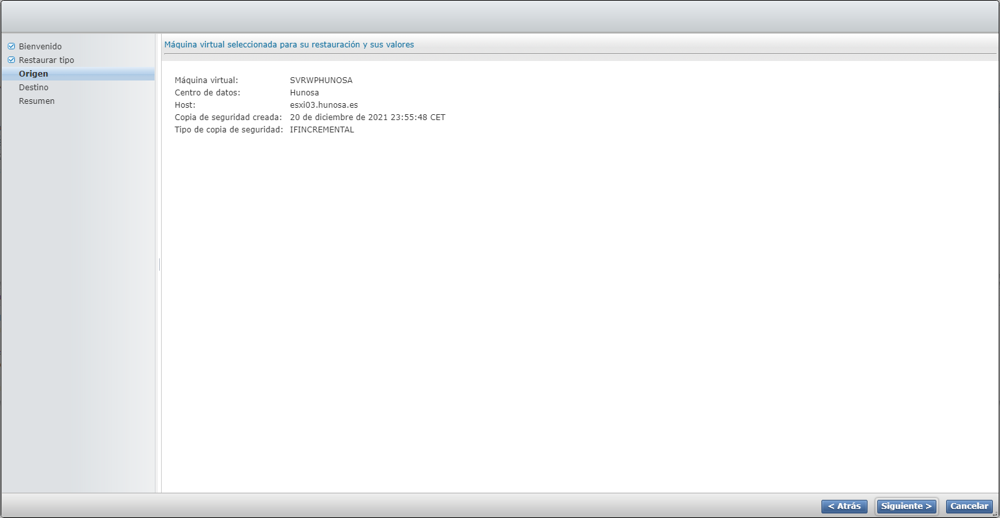 Bienvenido
Restaurar tipo
Origen
Destino
Resumen
Máquina virtual seleccionada para su restauración y sus valores
Máquina virtual: SVRWPHUNOSA
Centro de datos: Hunosa
Host: esxi03.hunosa.es
Copia de seguridad creada: 20 de diciembre de 2021 23:55:48 CET
Tipo de copia de seguridad: IFINCREMENTAL
< Atrás Siguiente > Cancelar